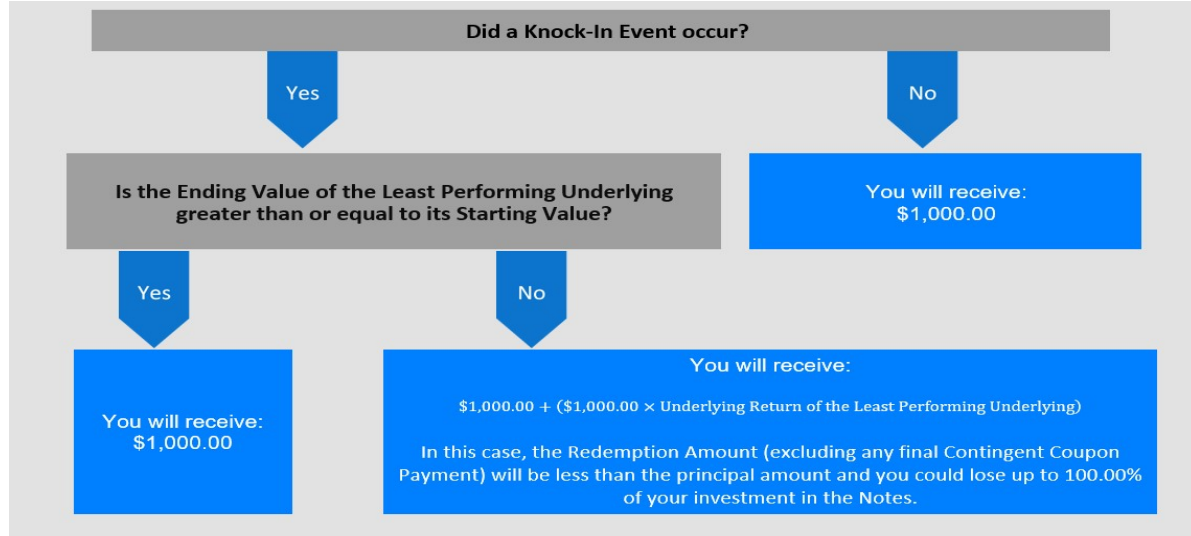 Did a Knock-In Event occur?
Yes
No
Is the Ending Value of the Least Performing Underlying
greater than or equal to its Starting Value?
You will receive:
$1,000.00
Yes
No
You will receive:
$1,000.00
You will receive:
$1,000.00 + ($1,000.00 × Underlying Return of the Least Performing Underlying)
In this case, the Redemption Amount (excluding any final Contingent Coupon
Payment) will be less than the principal amount and you could lose up to 100.00%
of your investment in the Notes.